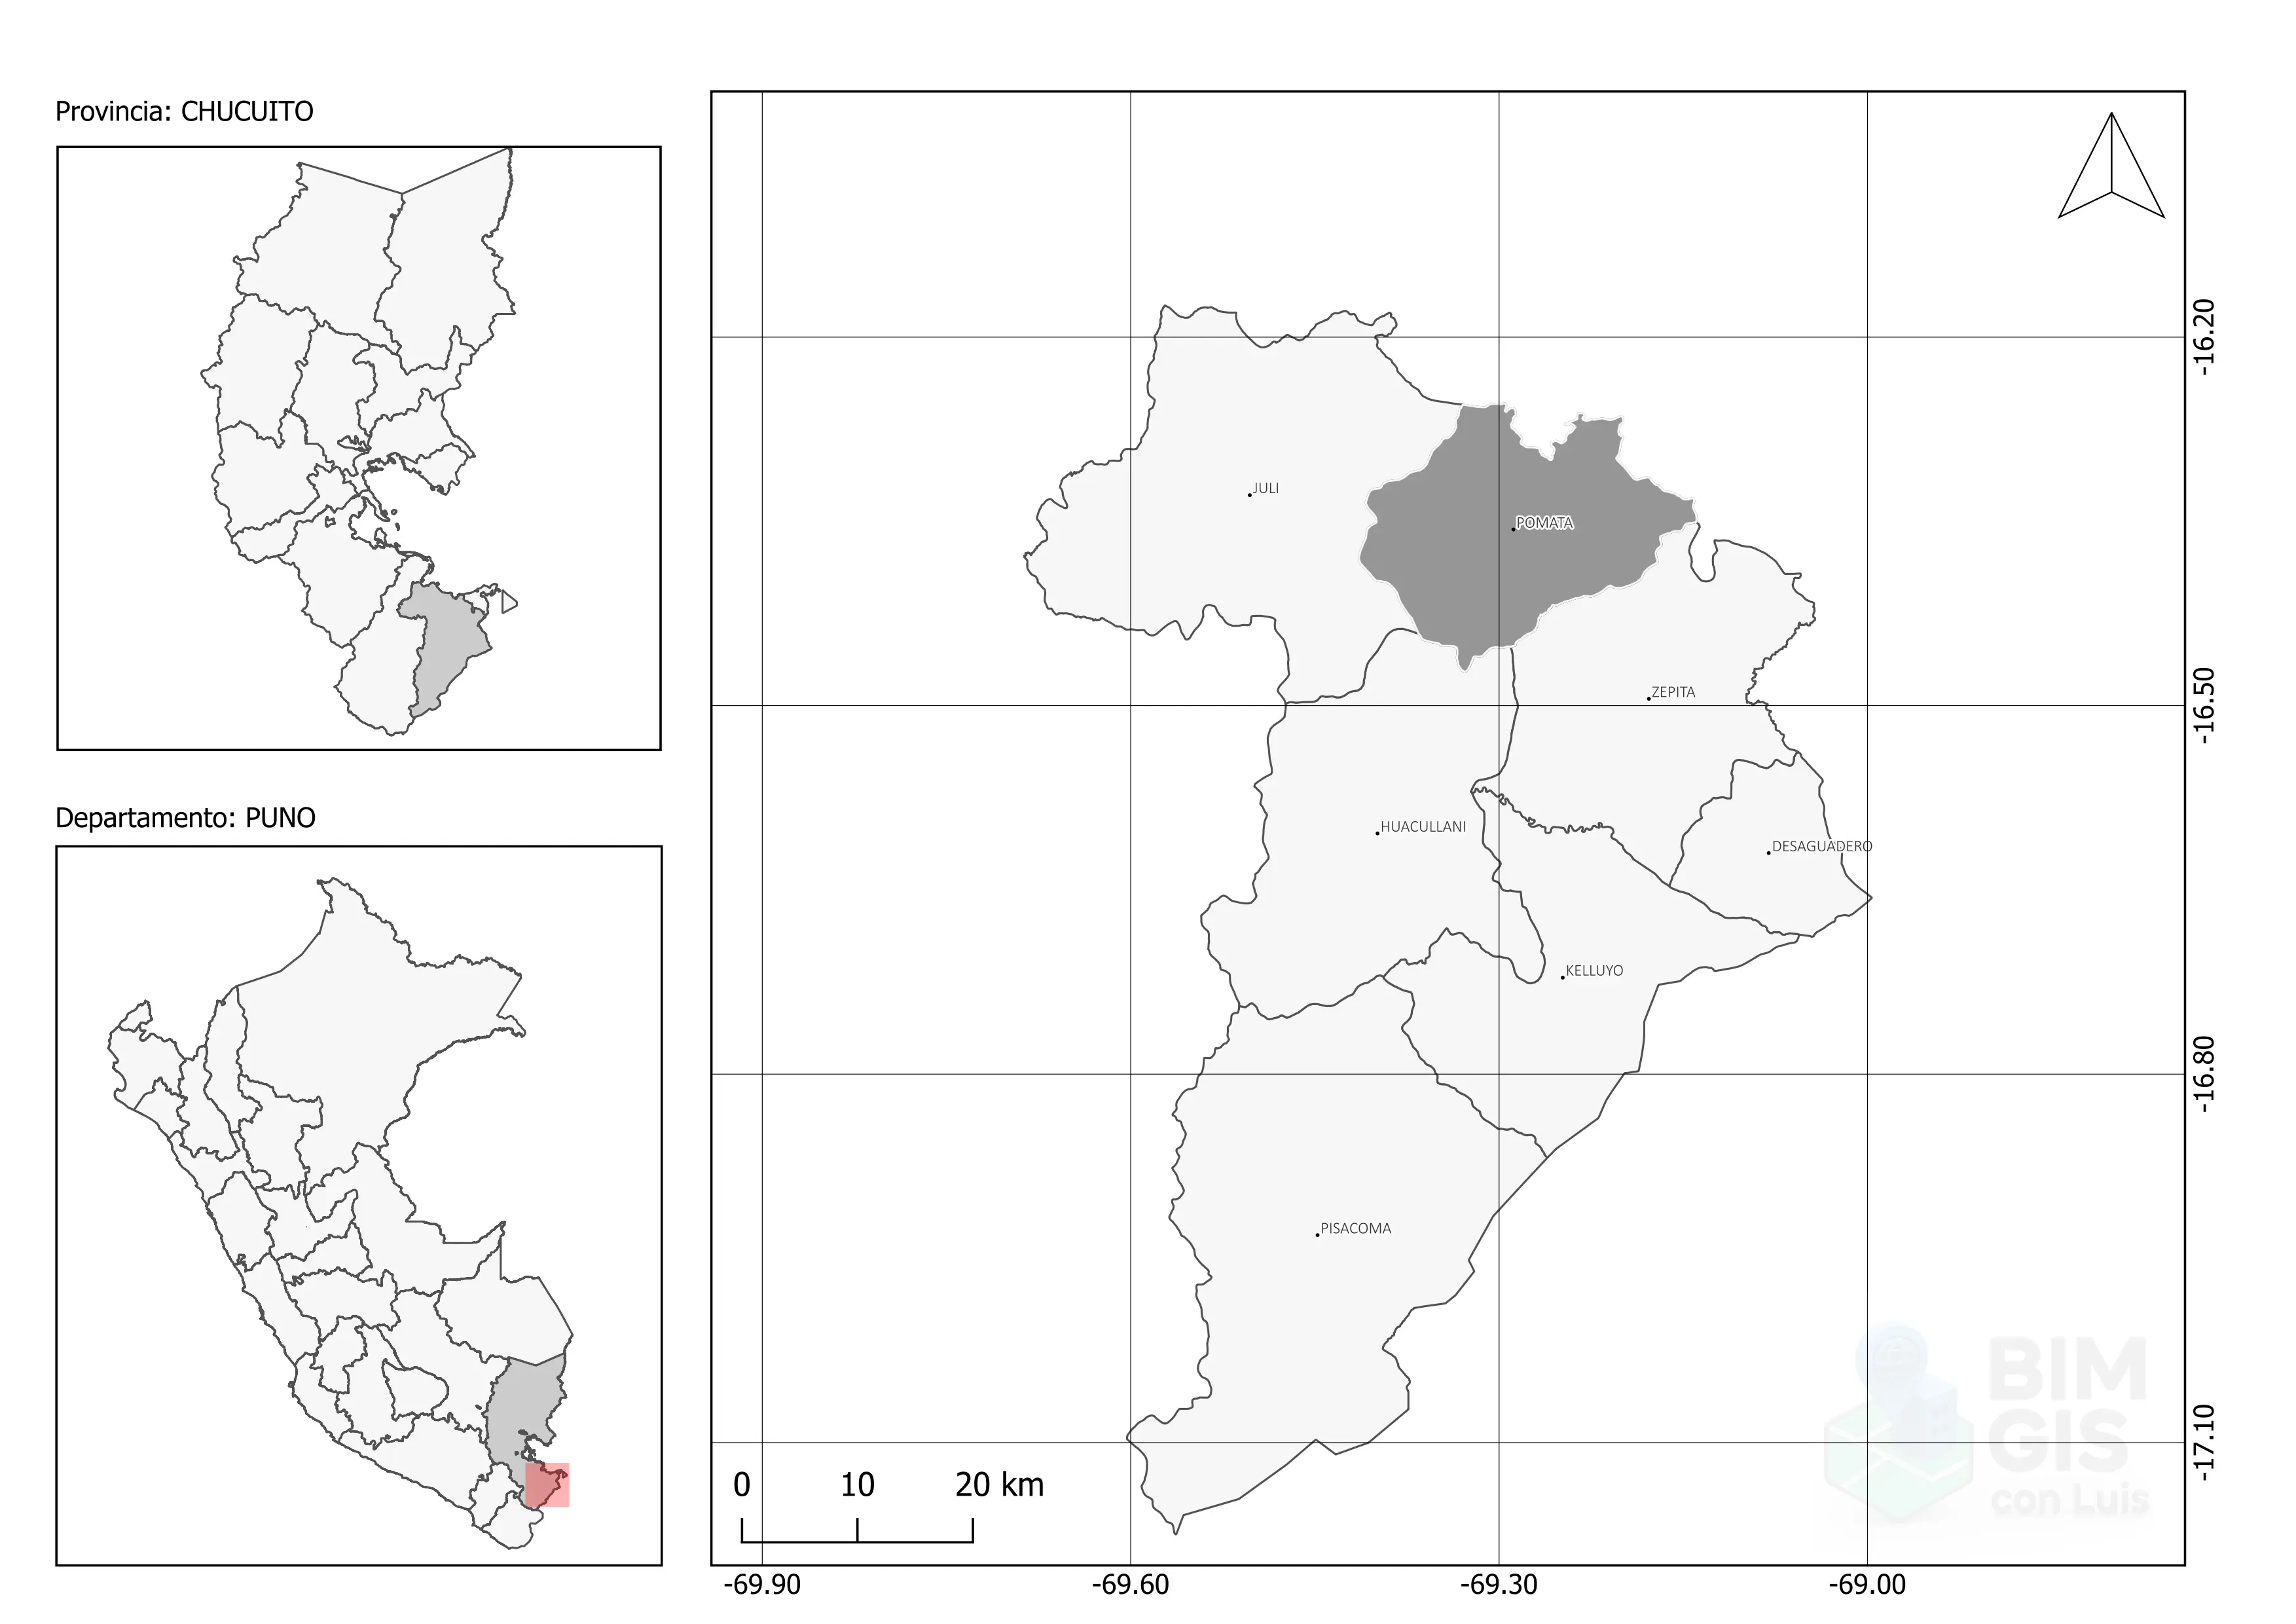 Provincia: CHUCUITO
Departamento: PUNO
JULI
POMATA
ZEPITA
HUACULLANI
DESAGUADERO
KELLUYO
PISACOMA
-16.20
-16.50
-16.80
-17.10
0 10 20 km
-69.90 -69.60 -69.30 -69.00
BIM
GIS
con Luis